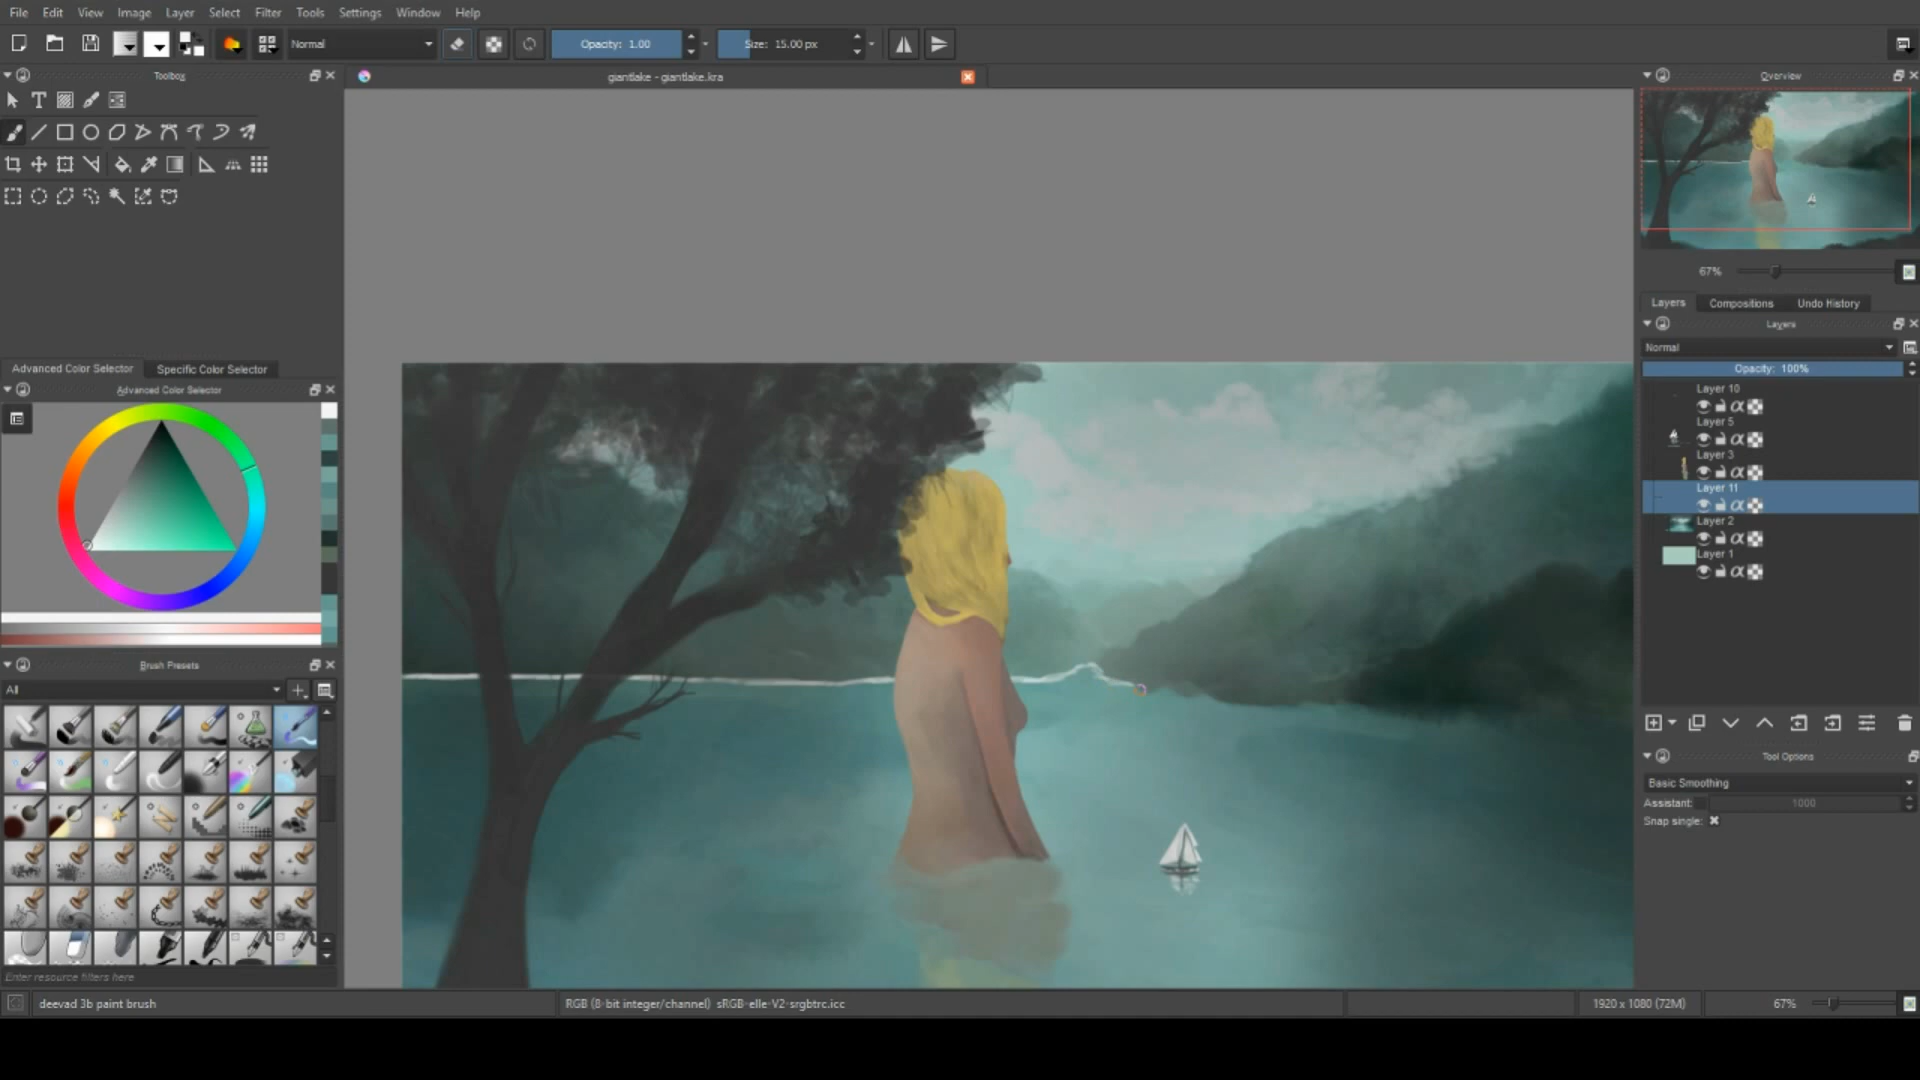 File Edit View Image Layer Select Filter Tools Settings Window Help
Normal
Opacity: 1.00
Size: 15.00 px
Toolbox
giantlake - giantlake.kra
Overview
67%
Layers Compositions Undo History
Layers
Normal
Opacity: 100%
Layer 10
Layer 5
Layer 3
Layer 11
Layer 2
Layer 1
Advanced Color Selector Specific Color Selector
Advanced Color Selector
Brush Presets
All
Enter resource filters here
Tool Options
Basic Smoothing
Assistant: 1000
Snap single:
deevad 3b paint brush
RGB (8-bit integer/channel) sRGB-elle-V2-srgbtrc.icc
1920 x 1080 (72M)
67%